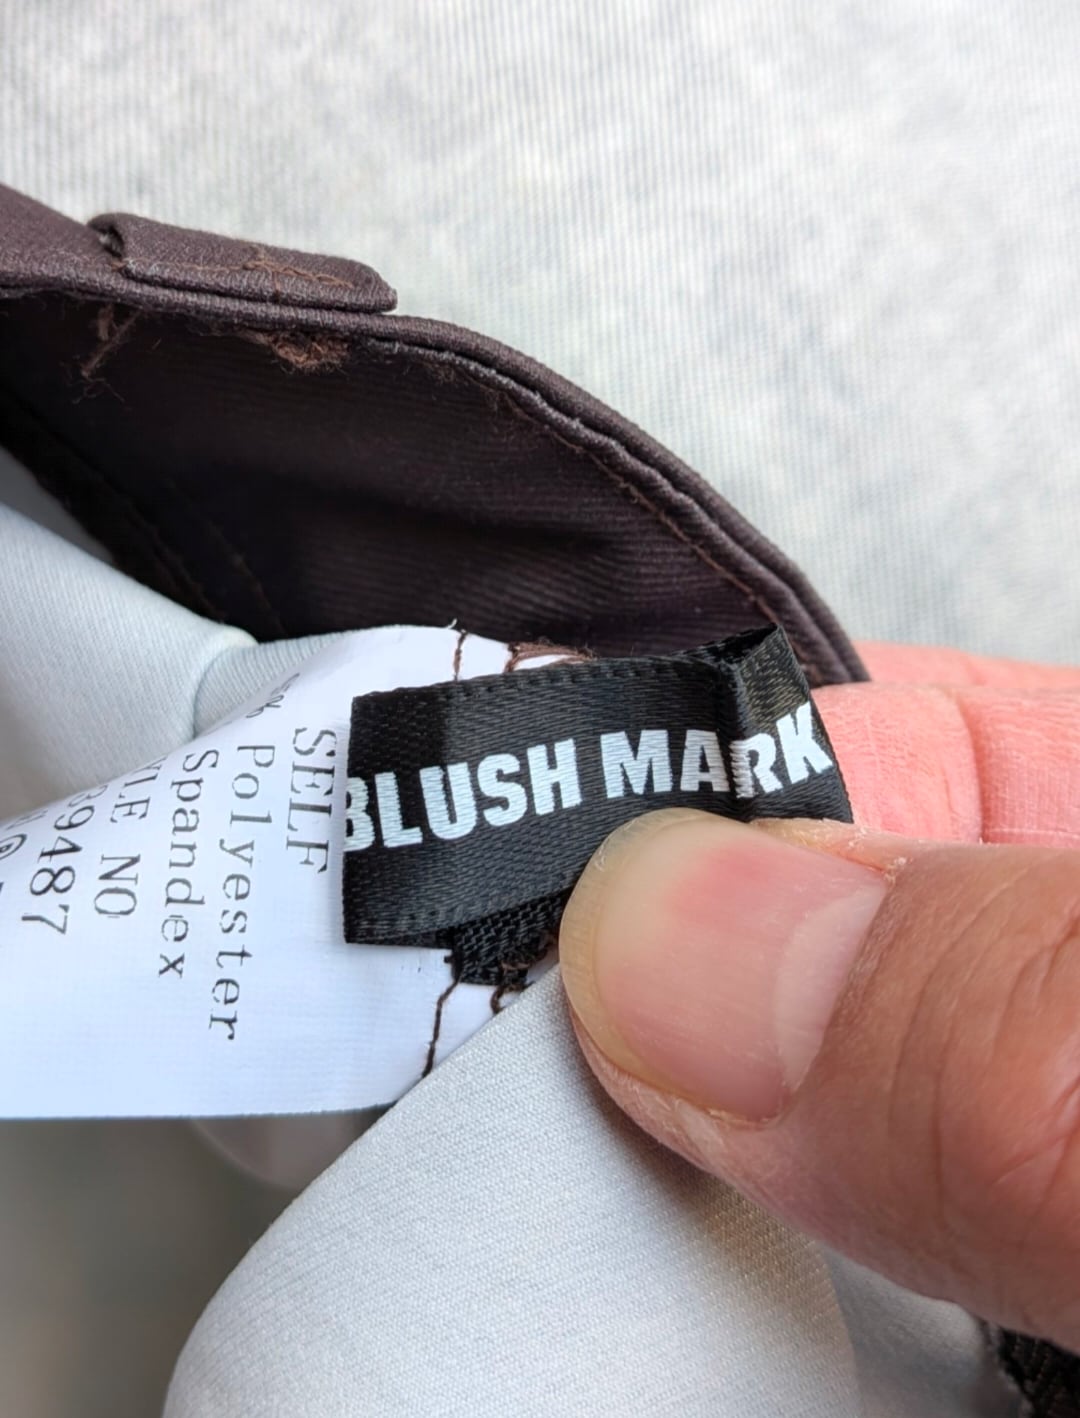 BLUSH MARK
SELF
% Polyester
Spandex
LE NO
39487